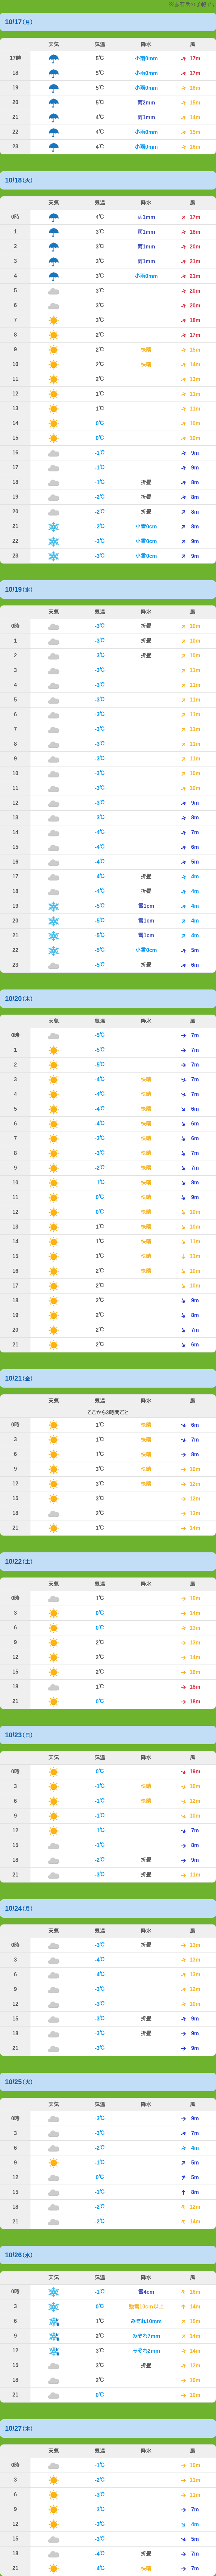 ※各石岳の予報です
10/17(月)
天気 気温 降水 風
17時 5℃ 小雨0mm 17m
18 5℃ 小雨0mm 17m
19 5℃ 小雨0mm 16m
20 5℃ 雨2mm 15m
21 4℃ 雨1mm 14m
22 4℃ 小雨0mm 15m
23 4℃ 小雨0mm 16m
10/18(火)
天気 気温 降水 風
0時 4℃ 雨1mm 17m
1 3℃ 雨1mm 18m
2 3℃ 雨1mm 20m
3 3℃ 雨1mm 21m
4 3℃ 小雨0mm 21m
5 3℃ 20m
6 3℃ 20m
7 3℃ 18m
8 2℃ 17m
9 2℃ 快晴 15m
10 2℃ 快晴 14m
11 2℃ 13m
12 1℃ 11m
13 1℃ 11m
14 0℃ 10m
15 0℃ 10m
16 -1℃ 9m
17 -1℃ 9m
18 -1℃ 折曇 8m
19 -2℃ 折曇 8m
20 -2℃ 折曇 8m
21 -2℃ 小雪0cm 8m
22 -3℃ 小雪0cm 9m
23 -3℃ 小雪0cm 9m
10/19(水)
天気 気温 降水 風
0時 -3℃ 折曇 10m
1 -3℃ 折曇 10m
2 -3℃ 折曇 10m
3 -3℃ 11m
4 -3℃ 11m
5 -3℃ 11m
6 -3℃ 11m
7 -3℃ 11m
8 -3℃ 11m
9 -3℃ 11m
10 -3℃ 10m
11 -3℃ 10m
12 -3℃ 9m
13 -3℃ 8m
14 -4℃ 7m
15 -4℃ 6m
16 -4℃ 5m
17 -4℃ 折曇 4m
18 -4℃ 折曇 4m
19 -5℃ 雪1cm 4m
20 -5℃ 雪1cm 4m
21 -5℃ 雪1cm 4m
22 -5℃ 小雪0cm 5m
23 -5℃ 折曇 6m
10/20(木)
天気 気温 降水 風
0時 -5℃ 7m
1 -5℃ 7m
2 -5℃ 7m
3 -4℃ 快晴 7m
4 -4℃ 快晴 7m
5 -4℃ 快晴 6m
6 -4℃ 快晴 6m
7 -3℃ 快晴 6m
8 -3℃ 快晴 7m
9 -2℃ 快晴 7m
10 -1℃ 快晴 8m
11 0℃ 快晴 9m
12 0℃ 快晴 10m
13 1℃ 快晴 10m
14 1℃ 快晴 11m
15 1℃ 快晴 11m
16 2℃ 快晴 10m
17 2℃ 10m
18 2℃ 9m
19 2℃ 8m
20 2℃ 7m
21 2℃ 6m
10/21(金)
天気 気温 降水 風
ここから3時間ごと
0時 1℃ 快晴 6m
3 1℃ 快晴 7m
6 1℃ 快晴 8m
9 3℃ 快晴 10m
12 3℃ 快晴 12m
15 3℃ 12m
18 2℃ 13m
21 1℃ 14m
10/22(土)
天気 気温 降水 風
0時 1℃ 15m
3 0℃ 14m
6 0℃ 13m
9 2℃ 13m
12 2℃ 14m
15 2℃ 16m
18 1℃ 18m
21 0℃ 18m
10/23(日)
天気 気温 降水 風
0時 0℃ 19m
3 -1℃ 快晴 16m
6 -1℃ 快晴 12m
9 -1℃ 10m
12 -1℃ 7m
15 -1℃ 8m
18 -2℃ 折曇 9m
21 -3℃ 折曇 11m
10/24(月)
天気 気温 降水 風
0時 -3℃ 折曇 13m
3 -4℃ 13m
6 -4℃ 13m
9 -3℃ 12m
12 -3℃ 10m
15 -3℃ 折曇 9m
18 -3℃ 折曇 9m
21 -3℃ 9m
10/25(火)
天気 気温 降水 風
0時 -3℃ 9m
3 -3℃ 7m
6 -2℃ 4m
9 -1℃ 5m
12 0℃ 5m
15 -1℃ 8m
18 -2℃ 12m
21 -2℃ 14m
10/26(水)
天気 気温 降水 風
0時 -1℃ 雪4cm 16m
3 0℃ 強雪10cm以上 14m
6 1℃ みぞれ10mm 15m
9 2℃ みぞれ7mm 14m
12 3℃ みぞれ2mm 14m
15 3℃ 折曇 12m
18 2℃ 10m
21 0℃ 10m
10/27(木)
天気 気温 降水 風
0時 -1℃ 10m
3 -2℃ 11m
6 -3℃ 11m
9 -3℃ 7m
12 -3℃ 4m
15 -3℃ 5m
18 -4℃ 折曇 7m
21 -4℃ 快晴 7m